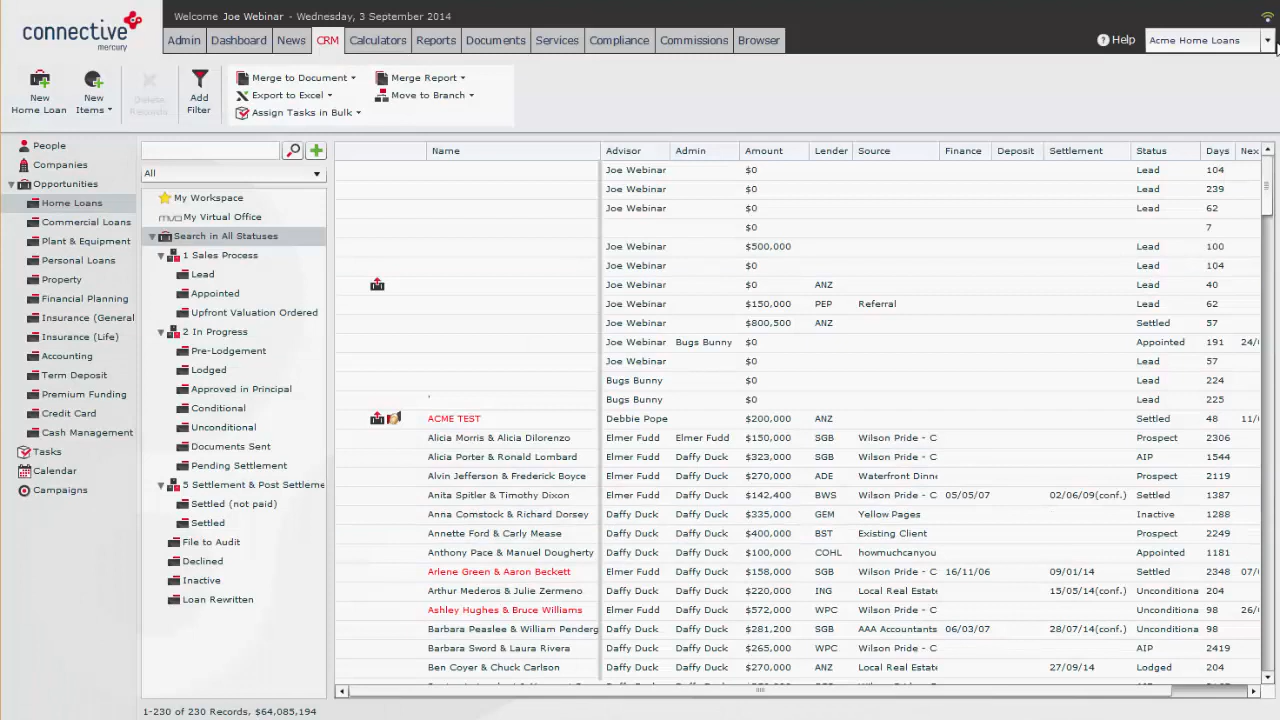 connective
mercury
Welcome Joe Webinar - Wednesday, 3 September 2014
Admin Dashboard News CRM Calculators Reports Documents Services Compliance Commissions Browser
Help Acme Home Loans
New Home Loan
New Items
Delete
Add Filter
Merge to Document
Export to Excel
Assign Tasks in Bulk
Merge Report
Move to Branch
People
Companies
Opportunities
Home Loans
Commercial Loans
Plant & Equipment
Personal Loans
Property
Financial Planning
Insurance (General
Insurance (Life)
Accounting
Term Deposit
Premium Funding
Credit Card
Cash Management
Tasks
Calendar
Campaigns
All
My Workspace
My Virtual Office
Search in All Statuses
1 Sales Process
Lead
Appointed
Upfront Valuation Ordered
2 In Progress
Pre-Lodgement
Lodged
Approved in Principal
Conditional
Unconditional
Documents Sent
Pending Settlement
5 Settlement & Post Settleme
Settled (not paid)
Settled
File to Audit
Declined
Inactive
Loan Rewritten
Name Advisor Admin Amount Lender Source Finance Deposit Settlement Status Days Nex
Joe Webinar $0 Lead 104
Joe Webinar $0 Lead 239
Joe Webinar $0 Lead 62
$0 Lead 7
Joe Webinar $500,000 Lead 100
Joe Webinar $0 Lead 104
Joe Webinar $0 ANZ Lead 40
Joe Webinar $150,000 PEP Referral Lead 62
Joe Webinar $800,500 ANZ Settled 57
Joe Webinar Bugs Bunny $0 Appointed 191 24/
Joe Webinar $0 Lead 57
Bugs Bunny $0 Lead 224
Bugs Bunny $0 Lead 225
ACME TEST Debbie Pope $200,000 ANZ Settled 48 11/
Alicia Morris & Alicia Dilorenzo Elmer Fudd Elmer Fudd $150,000 SGB Wilson Pride - C Prospect 2306
Alicia Porter & Ronald Lombard Elmer Fudd Daffy Duck $323,000 SGB Wilson Pride - C AIP 1544
Alvin Jefferson & Frederick Boyce Elmer Fudd Daffy Duck $270,000 ADE Waterfront Dinn Prospect 2119
Anita Spitler & Timothy Dixon Elmer Fudd Daffy Duck $142,400 BWS Wilson Pride - C 05/05/07 02/06/09(conf.) Settled 1387
Anna Comstock & Richard Dorsey Daffy Duck Daffy Duck $335,000 GEM Yellow Pages Inactive 1288
Annette Ford & Carly Mease Daffy Duck Daffy Duck $400,000 BST Existing Client Prospect 2249
Anthony Pace & Manuel Dougherty Daffy Duck Daffy Duck $100,000 COHL howmuchcanyou Appointed 1181
Arlene Green & Aaron Beckett Elmer Fudd Daffy Duck $158,000 SGB Wilson Pride - C 16/11/06 09/01/14 Settled 2348 07/
Arthur Mederos & Julie Zermeno Daffy Duck Daffy Duck $220,000 ING Local Real Estate 15/05/14(conf.) Unconditiona 204
Ashley Hughes & Bruce Williams Elmer Fudd Daffy Duck $572,000 WPC Wilson Pride - C Unconditiona 98 26/
Barbara Peaslee & William Penderg Daffy Duck Daffy Duck $281,200 SGB AAA Accountants 06/03/07 28/07/14(conf.) Unconditiona 98
Barbara Sword & Laura Rivera Daffy Duck Daffy Duck $265,000 WPC Wilson Pride - C AIP 2419
Ben Coyer & Chuck Carlson Daffy Duck Daffy Duck $270,000 ANZ Local Real Estate 27/09/14 Lodged 204
1-230 of 230 Records, $64,085,194